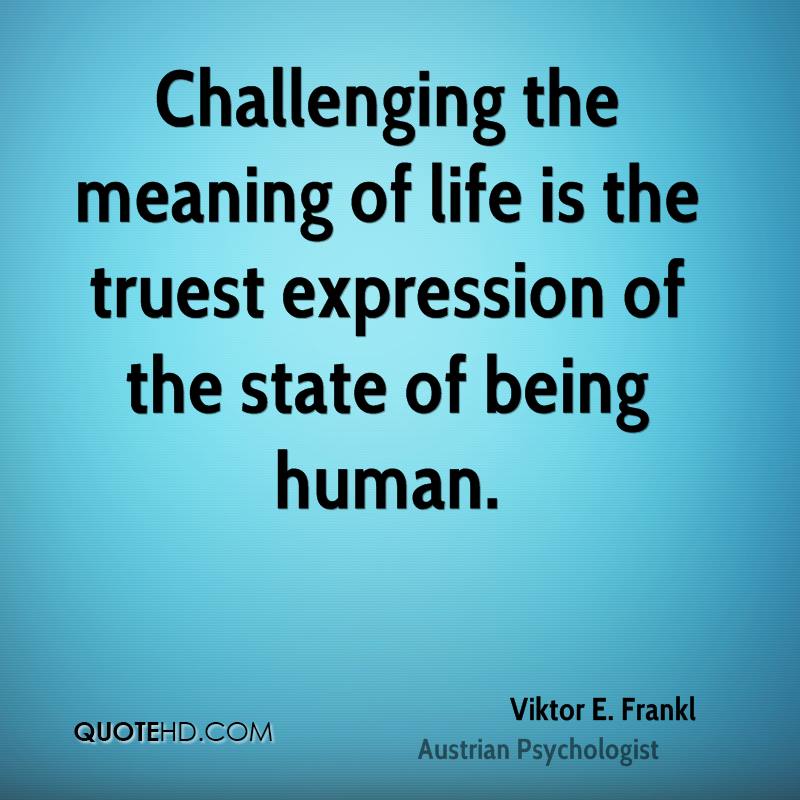 Challenging the
meaning of life is the
truest expression of
the state of being
human.
Viktor E. Frankl
QUOTEHD.COM
Austrian Psychologist